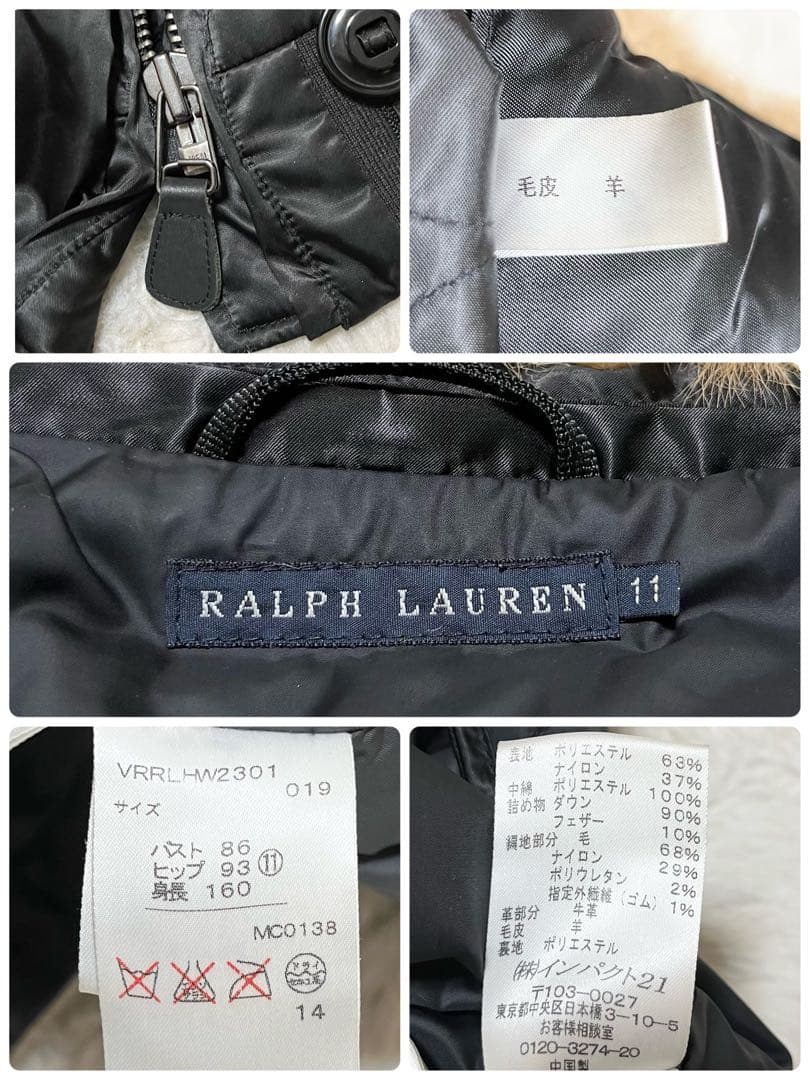 毛皮 羊
RALPH LAUREN 11
VRRLHW2301
019
サイズ
バスト 86
ヒップ 93 ⑪
身長 160
MC0138
ドライ
セキユ系
14
表地 ポリエステル 63%
ナイロン 37%
中綿 ポリエステル 100%
詰め物 ダウン 90%
フェザー 10%
編地部分 毛 68%
ナイロン 29%
ポリウレタン 2%
指定外繊維(ゴム) 1%
革部分 牛革
毛皮 羊
裏地 ポリエステル
(株)インパクト21
〒103-0027
東京都中央区日本橋3-10-5
お客様相談室
0120-3274-20
中国製